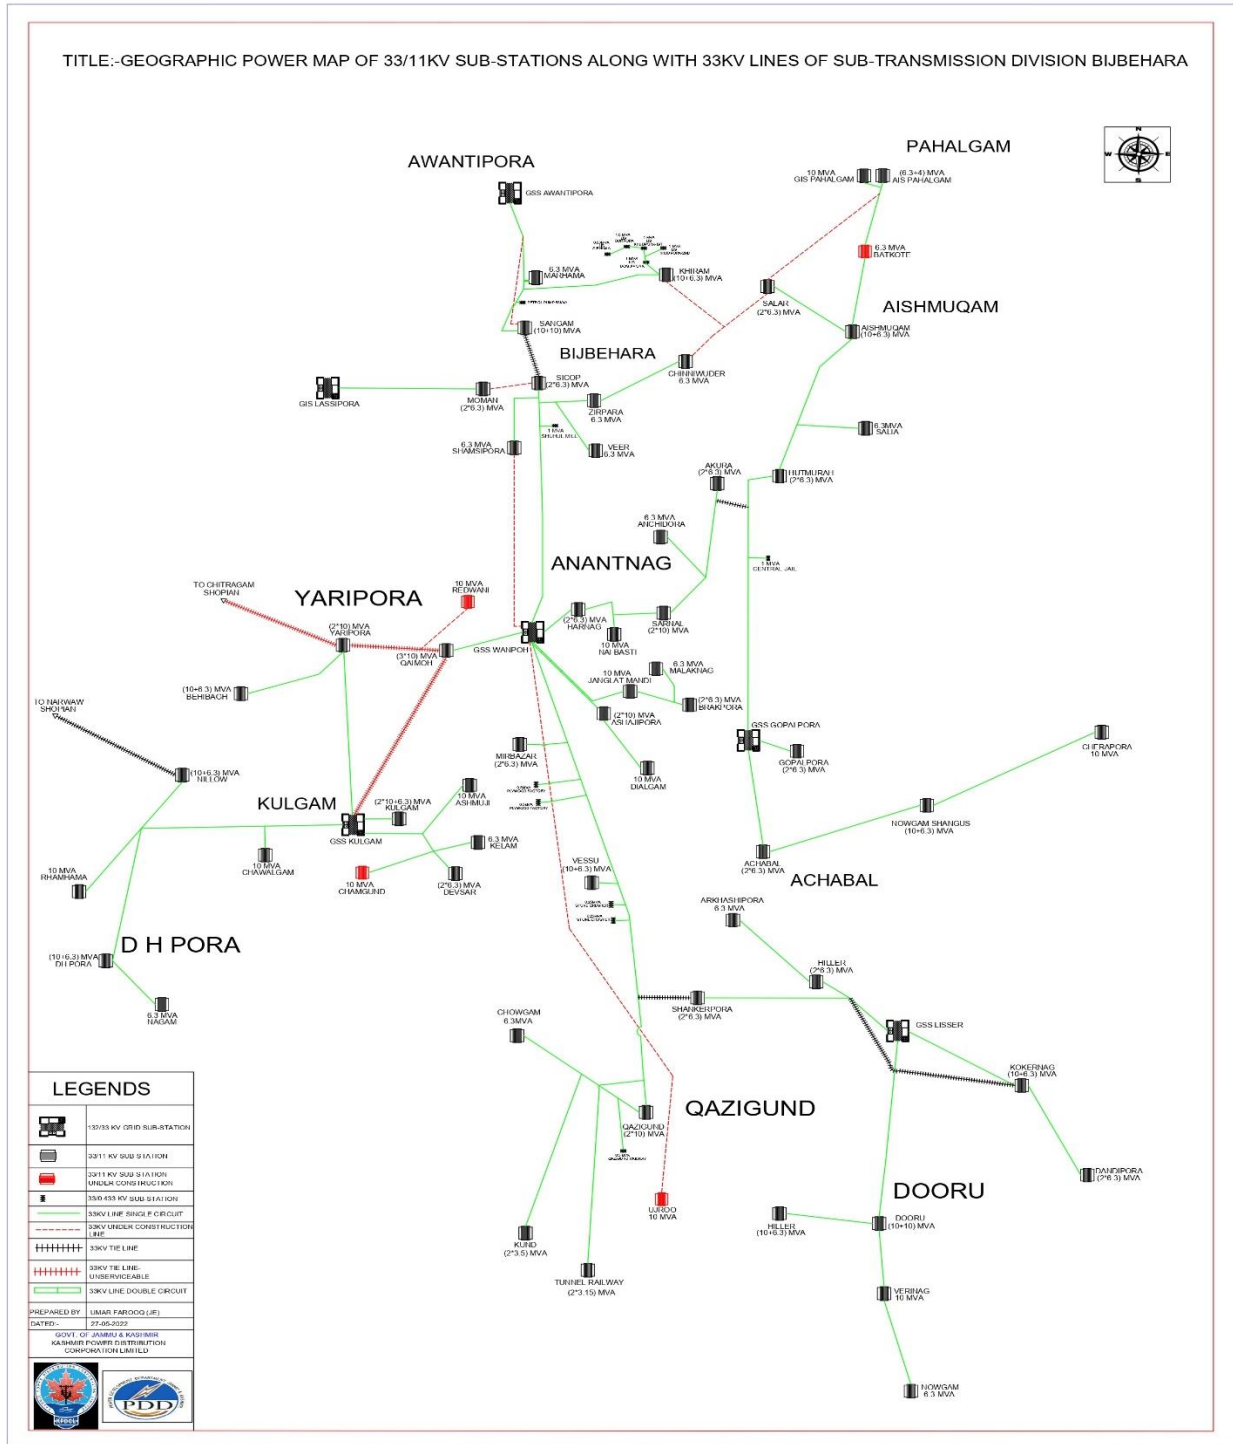 TITLE:-GEOGRAPHIC POWER MAP OF 33/11KV SUB-STATIONS ALONG WITH 33KV LINES OF SUB-TRANSMISSION DIVISION BIJBEHARA
N
W
E
S
PAHALGAM
10 MVA
GIS PAHALGAM
(6.3+4) MVA
AIS PAHALGAM
AWANTIPORA
GSS AWANTIPORA
6.3 MVA
BATKOTE
6.3 MVA
MARHAMA
KHIRAM
(10+6.3) MVA
SALAR
(2*6.3) MVA
AISHMUQAM
AISHMUQAM
(10+6.3) MVA
SANGAM
(10+10) MVA
BIJBEHARA
CHINNIWUDER
6.3 MVA
SICOP
(2*6.3) MVA
GIS LASSIPORA
MOMAN
(2*6.3) MVA
ZIRPARA
6.3 MVA
1 MVA
6.3 MVA
SHAMSIPORA
VEER
6.3 MVA
6.3MVA
SALIA
AKURA
(2*6.3) MVA
HUTMURAH
(2*6.3) MVA
6.3 MVA
ANCHIDORA
1 MVA
CENTRAL JAIL
ANANTNAG
TO CHITRAGAM
SHOPIAN
YARIPORA
10 MVA
REDWANI
(2*10) MVA
YARIPORA
(3*10) MVA
QAIMOH
GSS WANPOH
(2*6.3) MVA
HARNAG
10 MVA
NAI BASTI
SARNAL
(2*10) MVA
(10+6.3) MVA
BEHIBAGH
10 MVA
JANGLAT MANDI
6.3 MVA
MALAKNAG
(2*6.3) MVA
BRAKPORA
(2*10) MVA
ASHAJIPORA
TO NARWAW
SHOPIAN
(10+6.3) MVA
NILLOW
MIRBAZAR
(2*6.3) MVA
10 MVA
DIALGAM
GSS GOPALPORA
GOPALPORA
(2*6.3) MVA
CHERAPORA
10 MVA
KULGAM
(2*10+6.3) MVA
KULGAM
10 MVA
ASHMUJI
GSS KULGAM
NOWGAM SHANGUS
(10+6.3) MVA
6.3 MVA
KELAM
10 MVA
CHAWALGAM
10 MVA
RHAMHAMA
10 MVA
CHAMGUND
(2*6.3) MVA
DEVSAR
VESSU
(10+6.3) MVA
ACHABAL
(2*6.3) MVA
ACHABAL
ARKHASHIPORA
6.3 MVA
D H PORA
(10+6.3) MVA
DH PORA
6.3 MVA
NAGAM
HILLER
(2*6.3) MVA
SHANKERPORA
(2*6.3) MVA
CHOWGAM
6.3MVA
GSS LISSER
KOKERNAG
(10+6.3) MVA
QAZIGUND
QAZIGUND
(2*10) MVA
DANDIPORA
(2*6.3) MVA
DOORU
UJROO
10 MVA
HILLER
(10+6.3) MVA
DOORU
(10+10) MVA
KUND
(2*3.5) MVA
TUNNEL RAILWAY
(2*3.15) MVA
VERINAG
10 MVA
NOWGAM
6.3 MVA
LEGENDS
132/33 KV GRID SUB-STATION
33/11 KV SUB STATION
33/11 KV SUB STATION
UNDER CONSTRUCTION
33/0.433 KV SUB-STATION
33KV LINE SINGLE CIRCUIT
33KV UNDER CONSTRUCTION
LINE
33KV TIE LINE
33KV TIE LINE-
UNSERVICEABLE
33KV LINE DOUBLE CIRCUIT
PREPARED BY UMAR FAROOQ (JE)
DATED:- 27-05-2022
GOVT. OF JAMMU & KASHMIR
KASHMIR POWER DISTRIBUTION
CORPORATION LIMITED
KPDCL
PDD